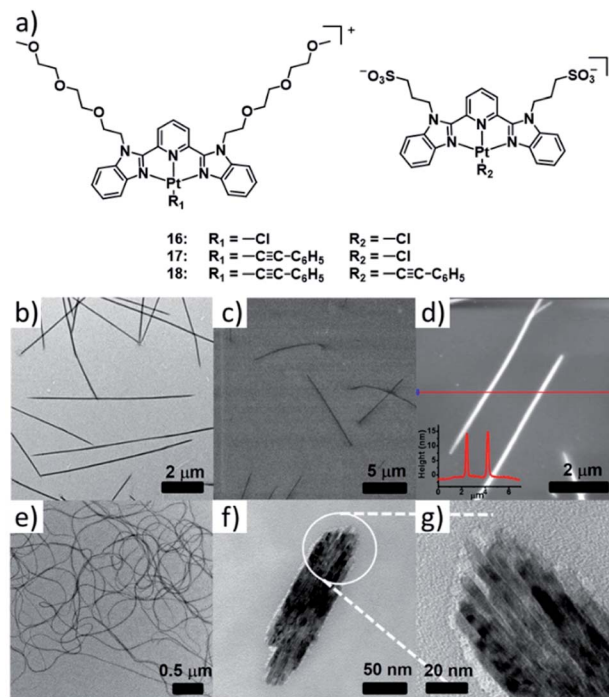 a)
O O O O O O
+
N N N
N N
Pt
R₁
⁻O₃S SO₃⁻
N N N
N N
Pt
R₂
16: R₁ = —Cl R₂ = —Cl
17: R₁ = —C≡C-C₆H₅ R₂ = —Cl
18: R₁ = —C≡C-C₆H₅ R₂ = —C≡C-C₆H₅
b)
2 μm
c)
5 μm
d)
Height (nm)
15
10
5
0
0 2 4 6
μm
2 μm
e)
0.5 μm
f)
50 nm
g)
20 nm